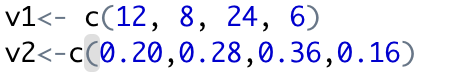 v1<- c(12, 8, 24, 6)
v2<-c(0.20,0.28,0.36,0.16)